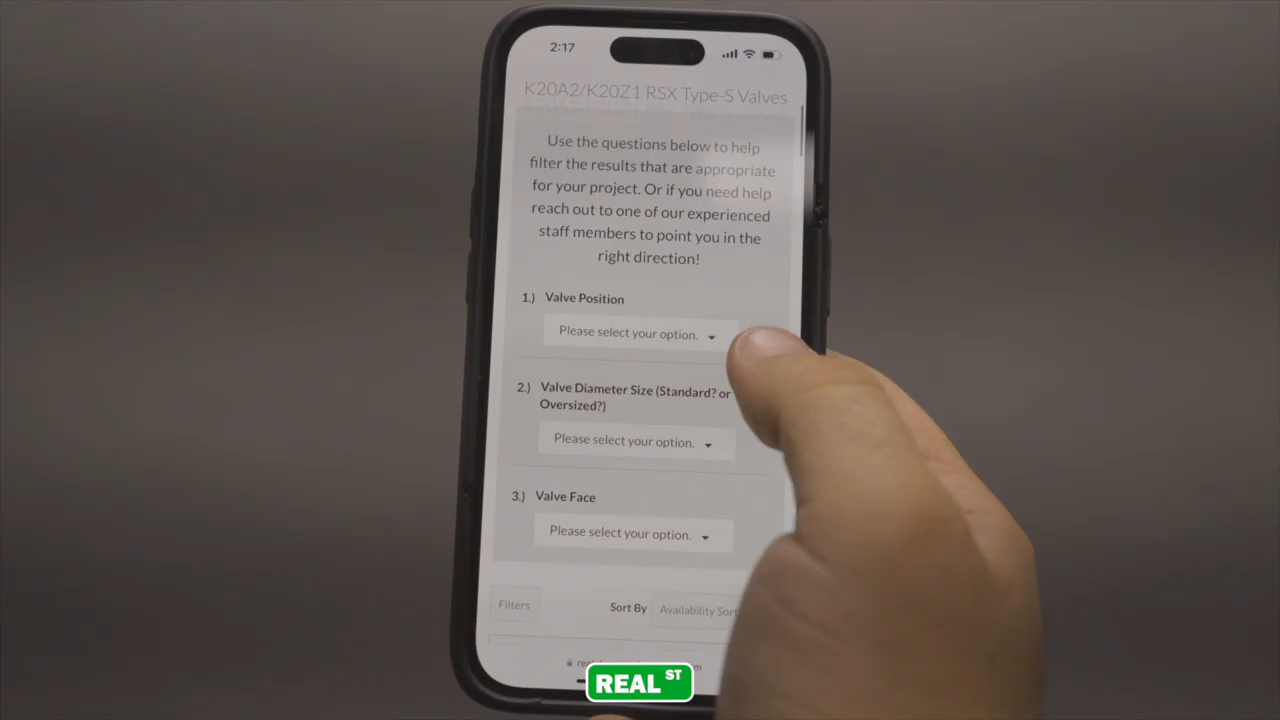 2:17
K20A2/K20Z1 RSX Type-S Valves
Use the questions below to help
filter the results that are appropriate
for your project. Or if you need help
reach out to one of our experienced
staff members to point you in the
right direction!
1.) Valve Position
Please select your option.
2.) Valve Diameter Size (Standard? or
Oversized?)
Please select your option.
3.) Valve Face
Please select your option.
Filters
Sort By
Availability Sort
REAL ST